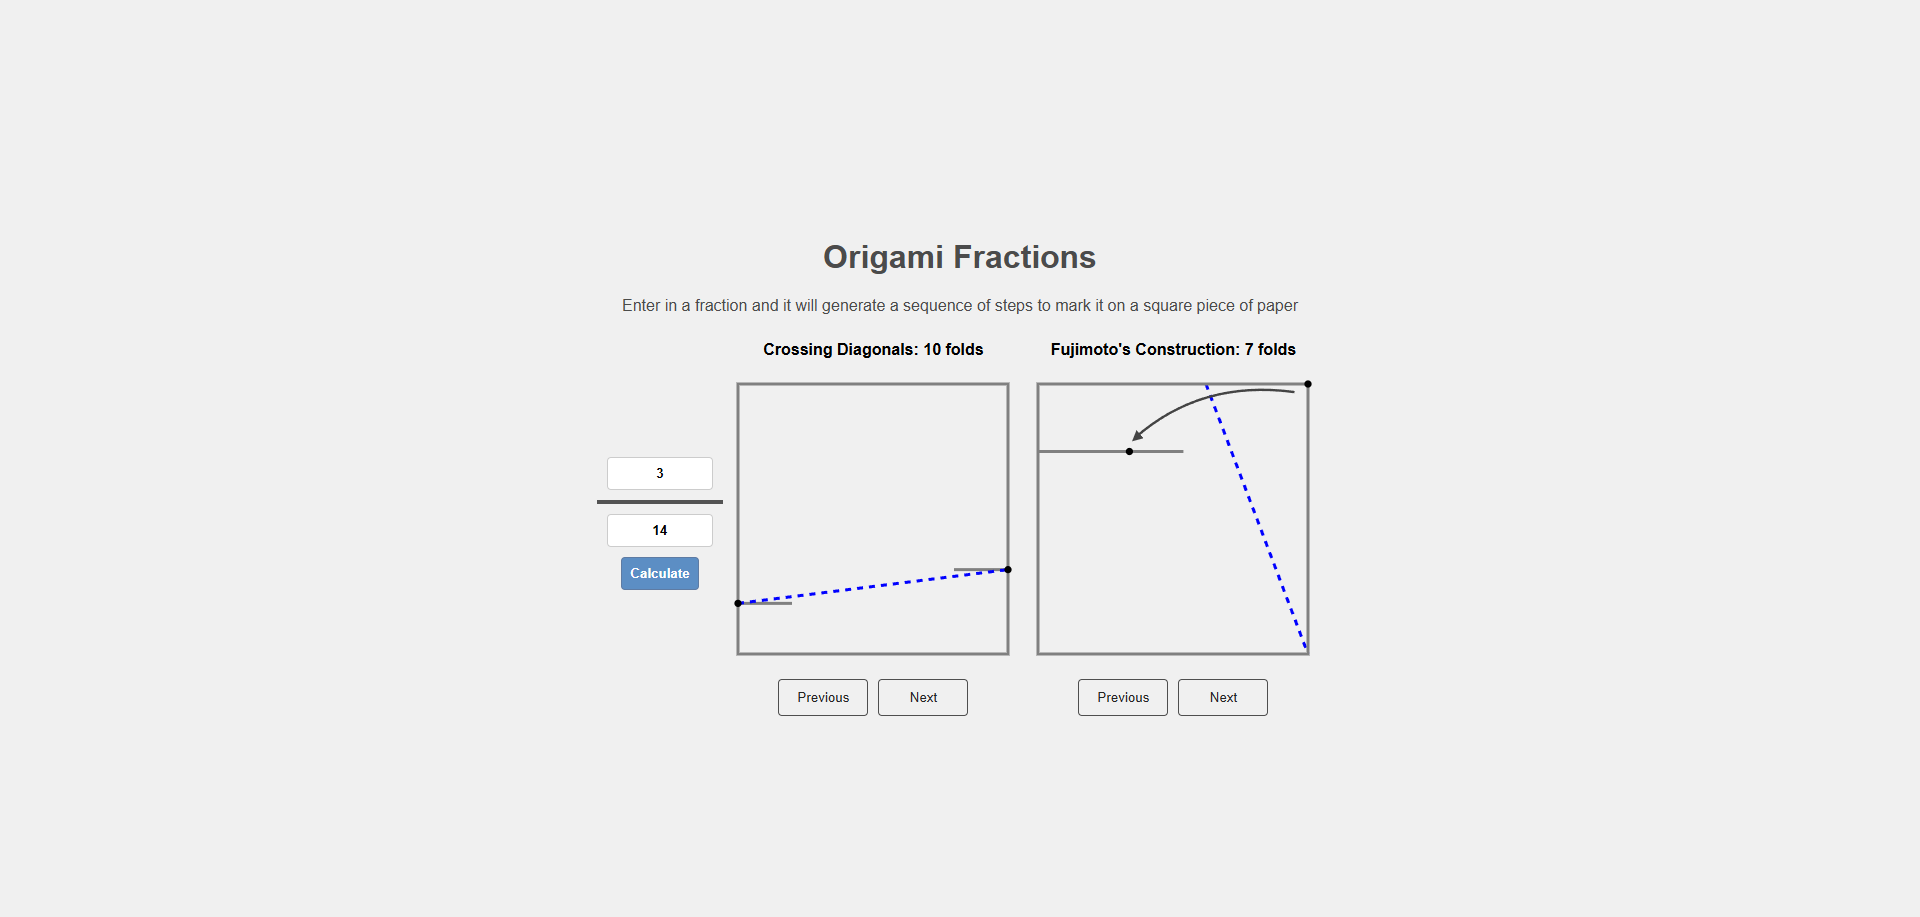 Origami Fractions
Enter in a fraction and it will generate a sequence of steps to mark it on a square piece of paper
Crossing Diagonals: 10 folds
Fujimoto's Construction: 7 folds
3
14
Calculate
Previous
Next
Previous
Next